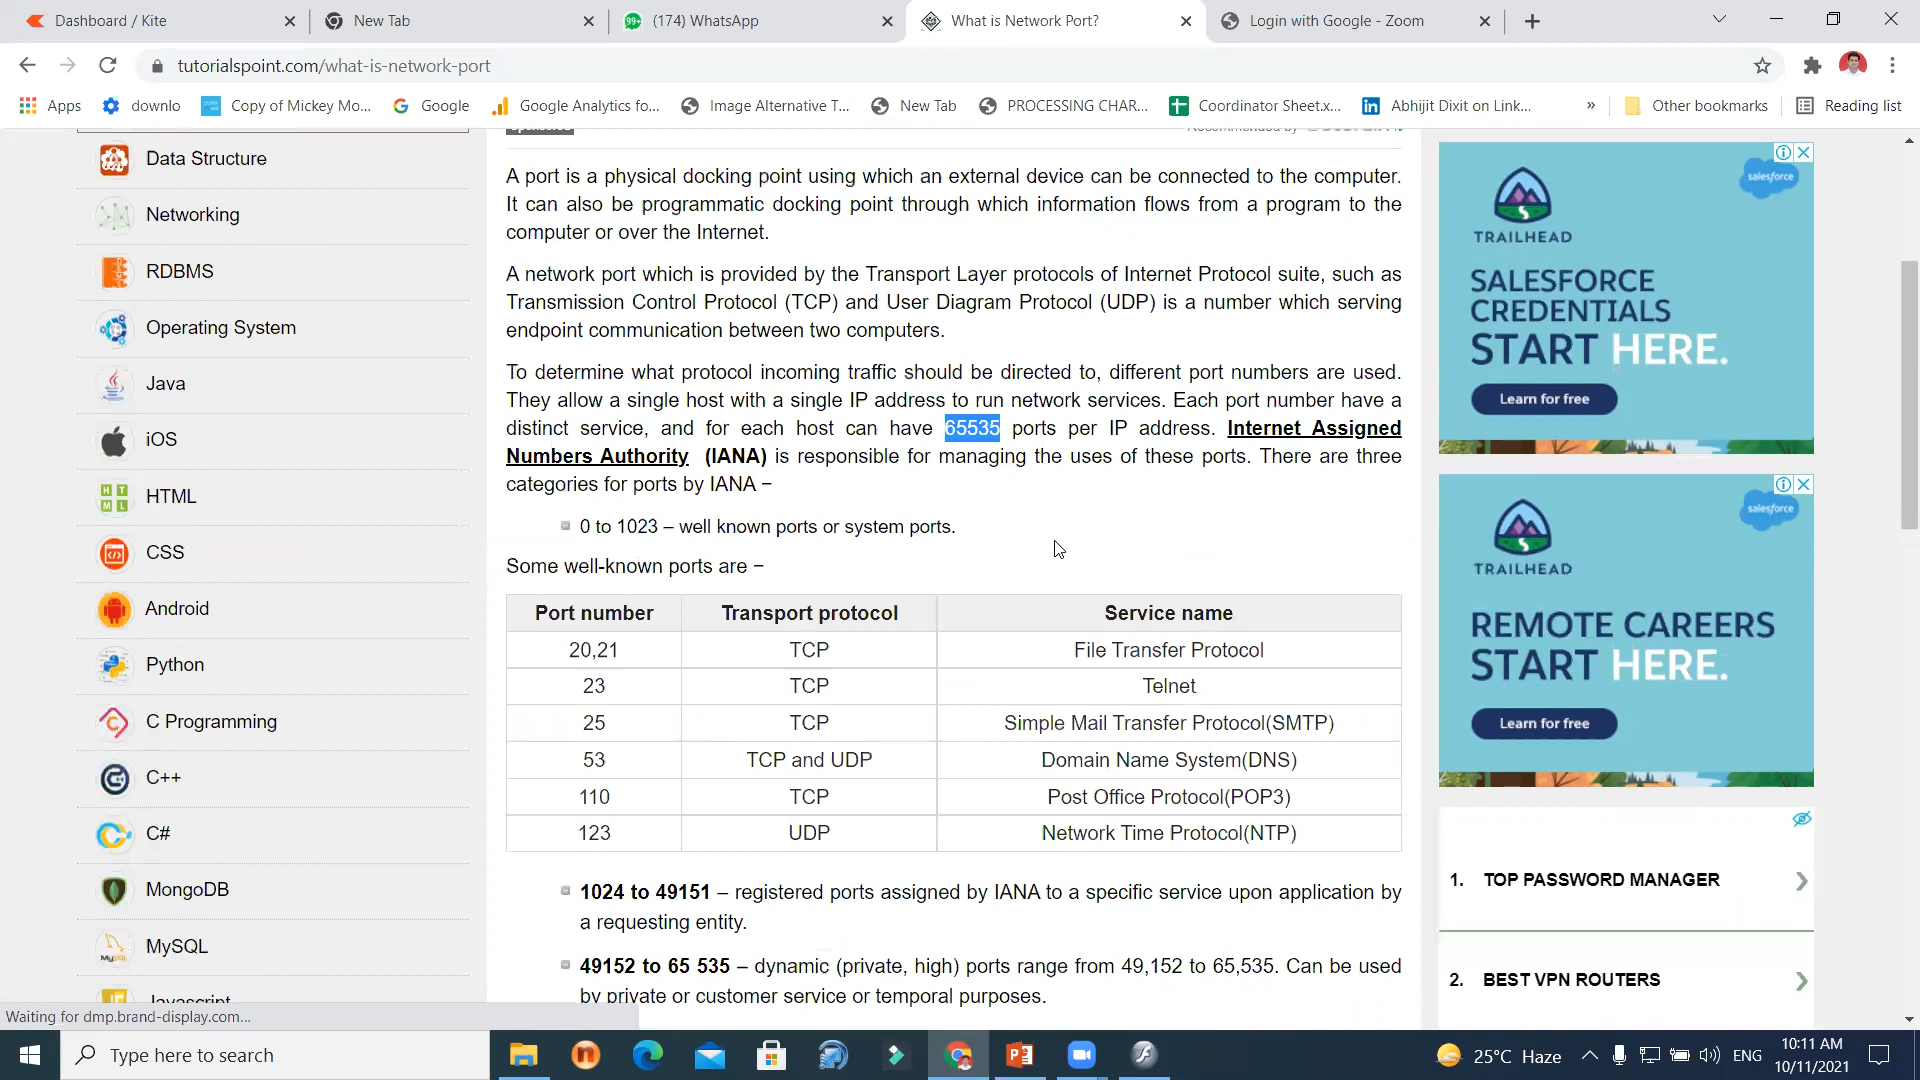 Dashboard / Kite
New Tab
(174) WhatsApp
What is Network Port?
Login with Google - Zoom
tutorialspoint.com/what-is-network-port
Apps
downlo
Copy of Mickey Mo...
Google
Google Analytics fo...
Image Alternative T...
New Tab
PROCESSING CHAR...
Coordinator Sheet.x...
Abhijit Dixit on Link...
»
Other bookmarks
Reading list
Data Structure
Networking
RDBMS
Operating System
Java
iOS
HTML
CSS
Android
Python
C Programming
C++
C#
MongoDB
MySQL
Javascript
A port is a physical docking point using which an external device can be connected to the computer.
It can also be programmatic docking point through which information flows from a program to the
computer or over the Internet.
A network port which is provided by the Transport Layer protocols of Internet Protocol suite, such as
Transmission Control Protocol (TCP) and User Diagram Protocol (UDP) is a number which serving
endpoint communication between two computers.
To determine what protocol incoming traffic should be directed to, different port numbers are used.
They allow a single host with a single IP address to run network services. Each port number have a
distinct service, and for each host can have 65535 ports per IP address. Internet Assigned
Numbers Authority (IANA) is responsible for managing the uses of these ports. There are three
categories for ports by IANA −
0 to 1023 – well known ports or system ports.
Some well-known ports are −
Port number Transport protocol Service name
20,21 TCP File Transfer Protocol
23 TCP Telnet
25 TCP Simple Mail Transfer Protocol(SMTP)
53 TCP and UDP Domain Name System(DNS)
110 TCP Post Office Protocol(POP3)
123 UDP Network Time Protocol(NTP)
1024 to 49151 – registered ports assigned by IANA to a specific service upon application by
a requesting entity.
49152 to 65 535 – dynamic (private, high) ports range from 49,152 to 65,535. Can be used
by private or customer service or temporal purposes.
salesforce
TRAILHEAD
SALESFORCE
CREDENTIALS
START HERE.
Learn for free
salesforce
TRAILHEAD
REMOTE CAREERS
START HERE.
Learn for free
1. TOP PASSWORD MANAGER
2. BEST VPN ROUTERS
Waiting for dmp.brand-display.com...
Type here to search
25°C Haze
ENG
10:11 AM
10/11/2021